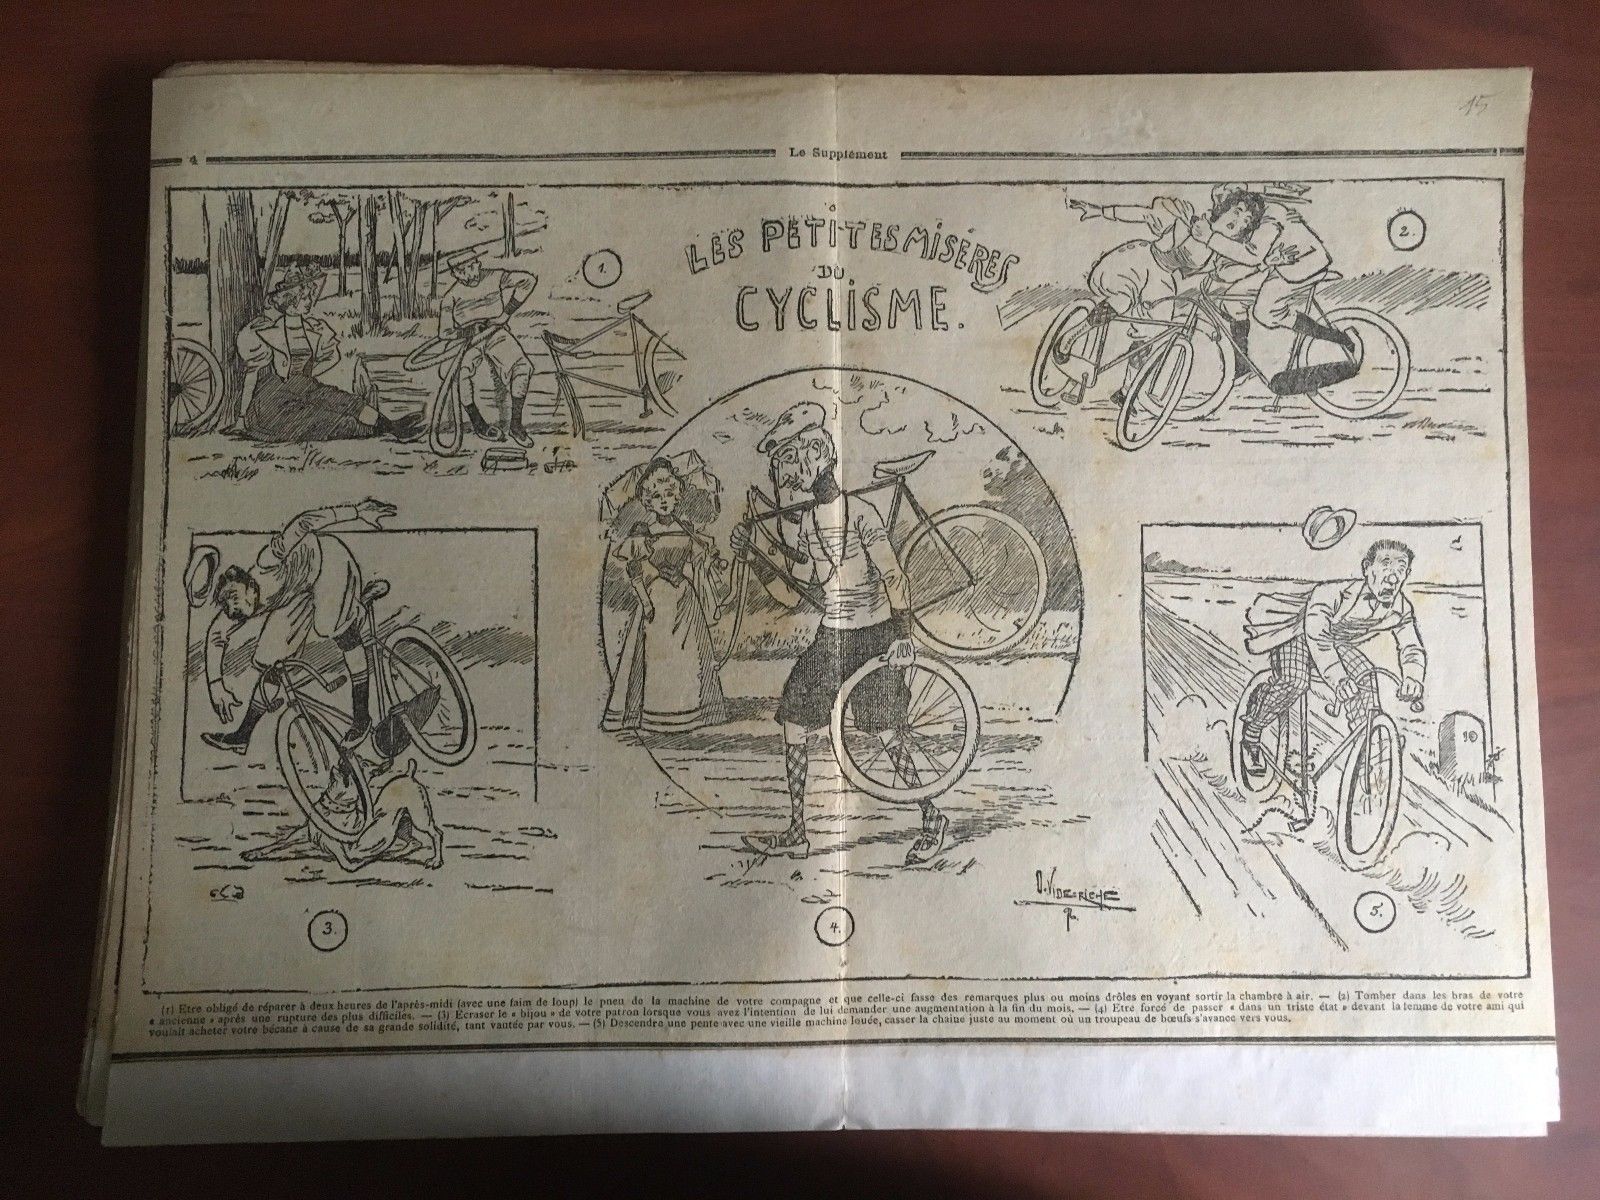 15
4
Le Supplément
LES PETITES MISERES
DU
CYCLISME.
1.
2.
10
O. VIDERICHE
3.
4.
5.
(1) Etre obligé de réparer à deux heures de l'après-midi (avec une faim de loup) le pneu de la machine de votre compagne et que celle-ci fasse des remarques plus ou moins drôles en voyant sortir la chambre à air. — (2) Tomber dans les bras de votre
« ancienne » après une rupture des plus difficiles. — (3) Ecraser le « bijou » de votre patron lorsque vous avez l'intention de lui demander une augmentation à la fin du mois. — (4) Etre forcé de passer « dans un triste état » devant la femme de votre ami qui
voulait acheter votre bécane à cause de sa grande solidité, tant vantée par vous. — (5) Descendre une pente avec une vieille machine louée, casser la chaine juste au moment où un troupeau de bœufs s'avance vers vous.